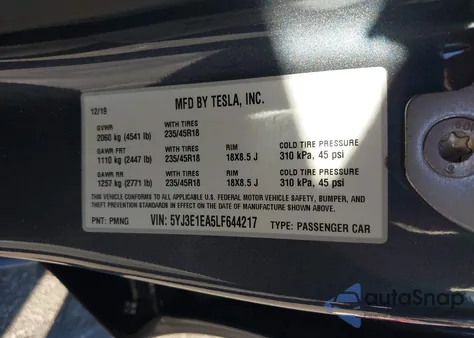 12/19 MFD BY TESLA, INC.
GVWR WITH TIRES
2060 kg (4541 lb) 235/45R18
GAWR FRT WITH TIRES RIM COLD TIRE PRESSURE
1110 kg (2447 lb) 235/45R18 18X8.5 J 310 kPa, 45 psi
GAWR RR WITH TIRES RIM COLD TIRE PRESSURE
1257 kg (2771 lb) 235/45R18 18X8.5 J 310 kPa, 45 psi
THIS VEHICLE CONFORMS TO ALL APPLICABLE U.S. FEDERAL MOTOR VEHICLE SAFETY, BUMPER, AND
THEFT PREVENTION STANDARDS IN EFFECT ON THE DATE OF MANUFACTURE SHOWN ABOVE.
PNT: PMNG VIN: 5YJ3E1EA5LF644217 TYPE: PASSENGER CAR
autoSnap